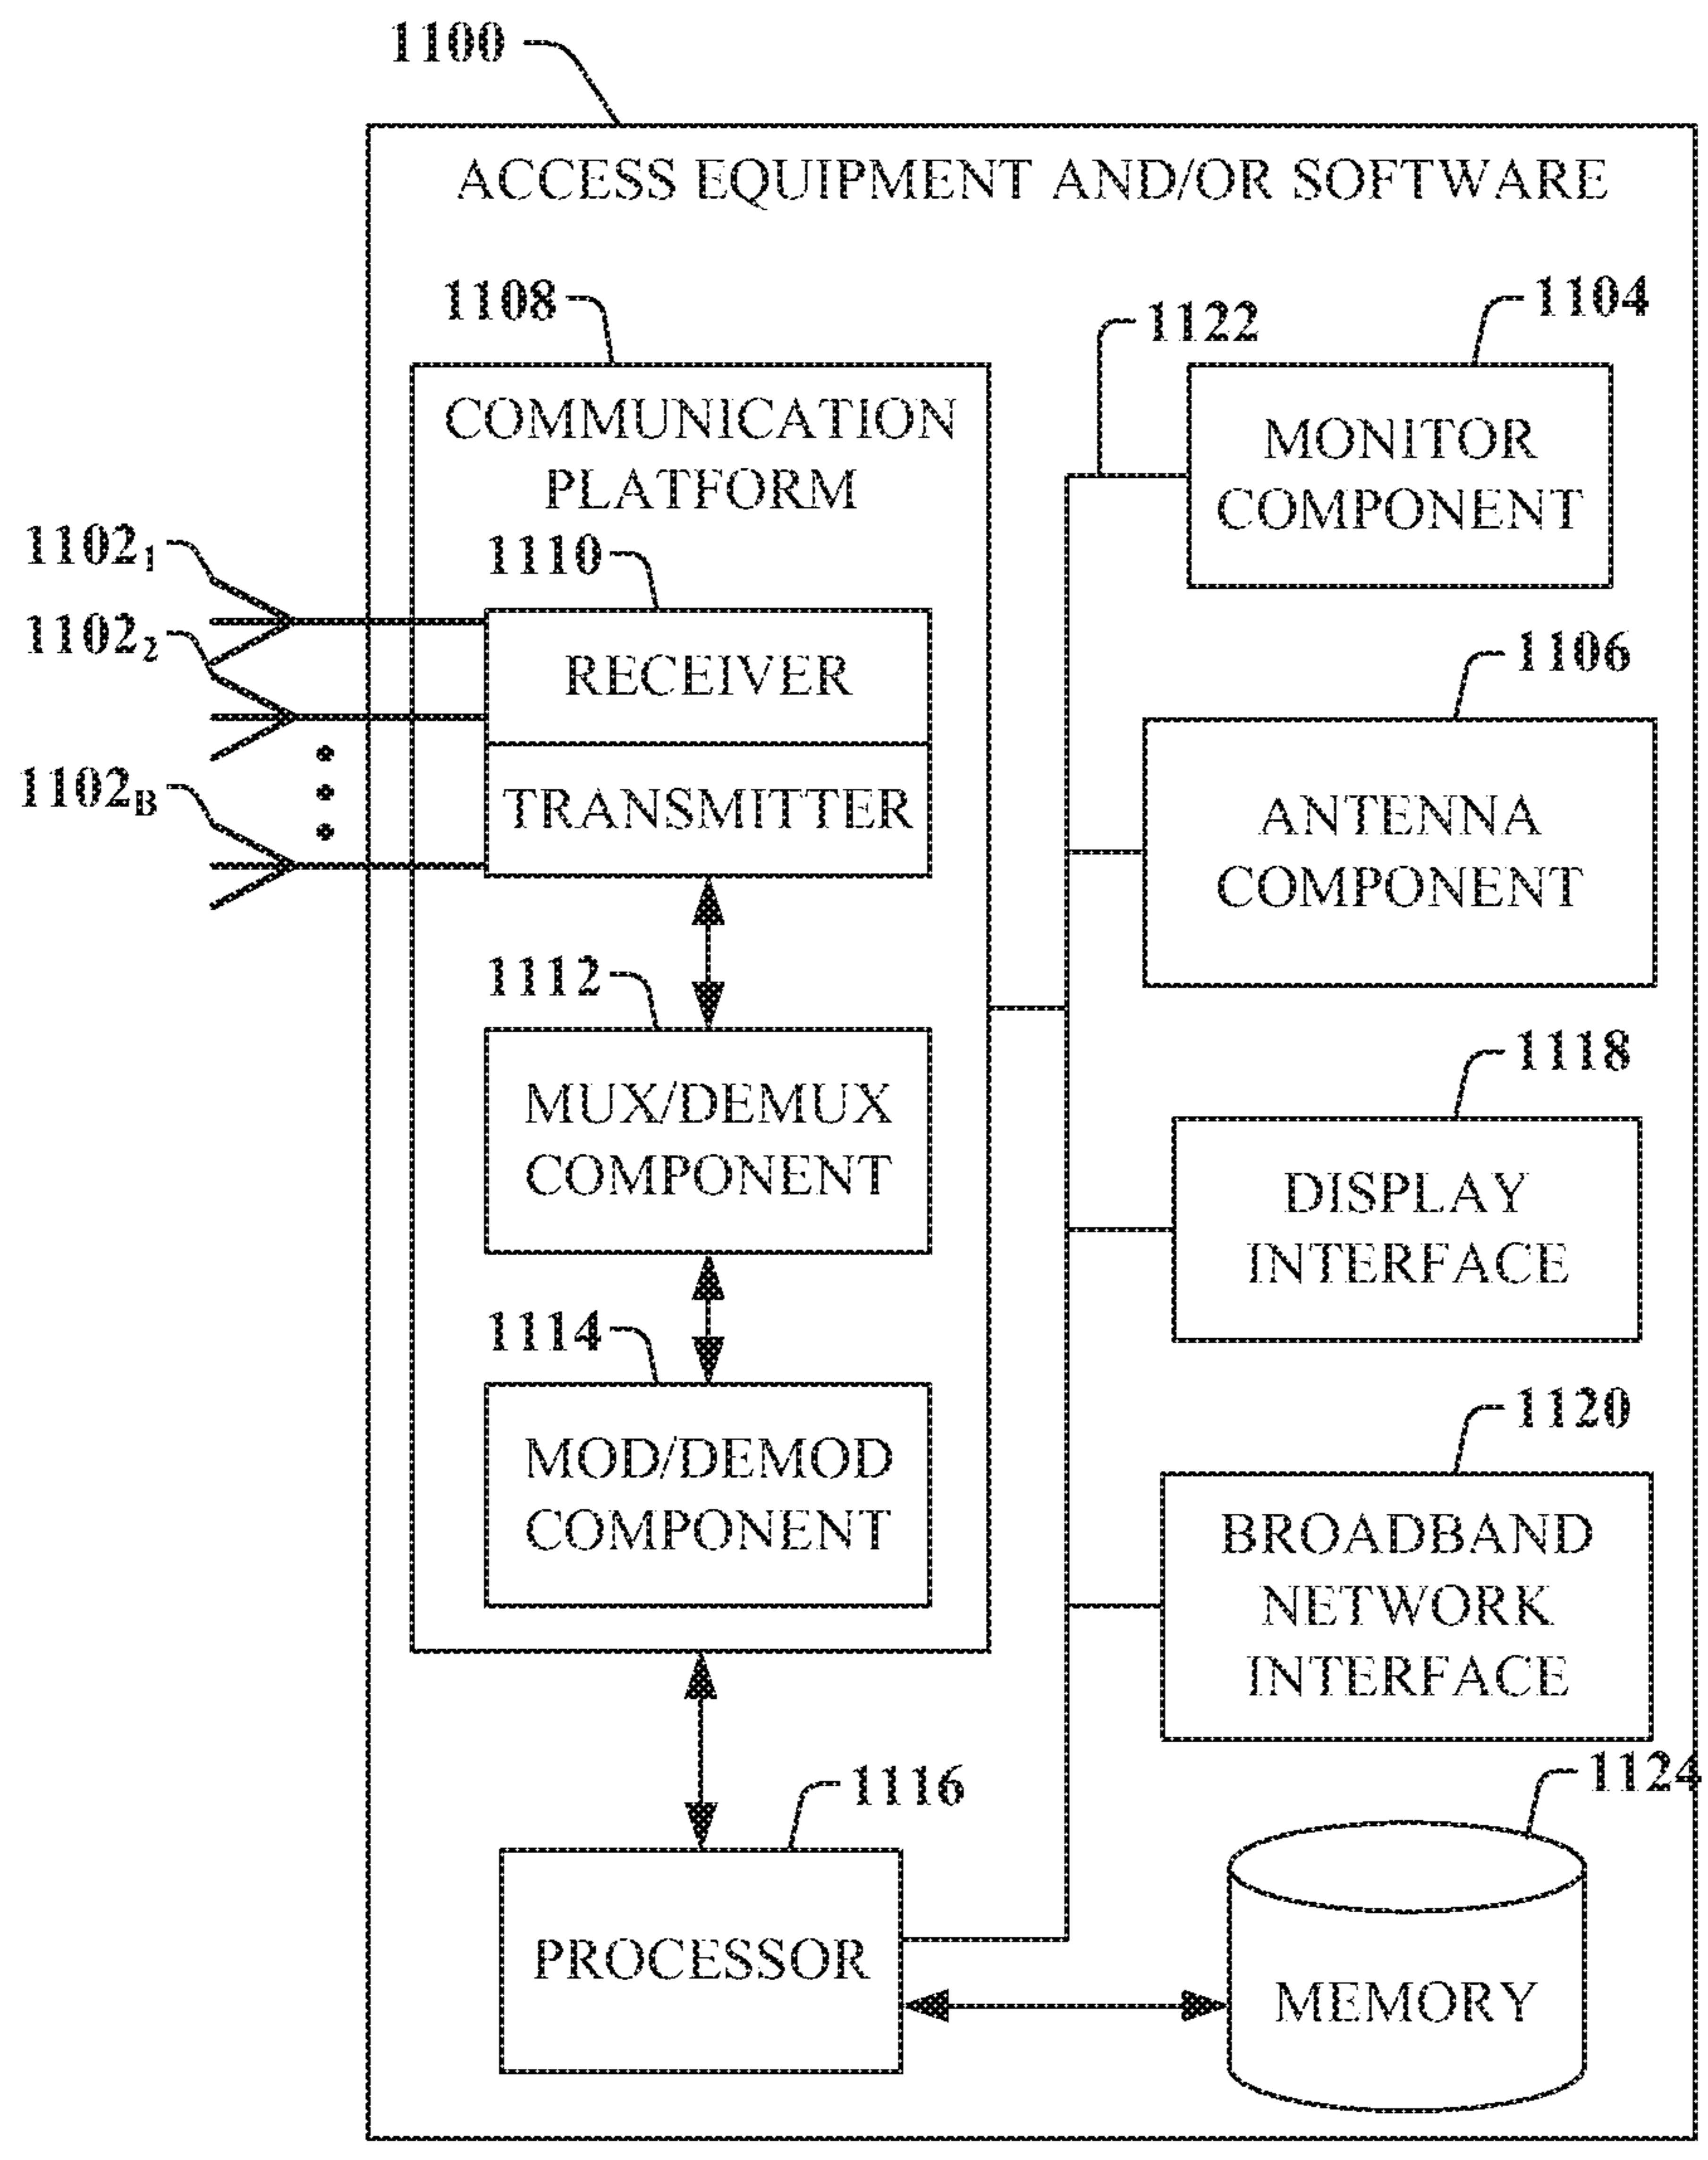 1100
ACCESS EQUIPMENT AND/OR SOFTWARE
1108
1122
1104
COMMUNICATION
PLATFORM
MONITOR
COMPONENT
1102₁
1110
1102₂
RECEIVER
1106
1102B
TRANSMITTER
ANTENNA
COMPONENT
1112
MUX/DEMUX
COMPONENT
1118
DISPLAY
INTERFACE
1114
MOD/DEMOD
COMPONENT
1120
BROADBAND
NETWORK
INTERFACE
1116
1124
PROCESSOR
MEMORY